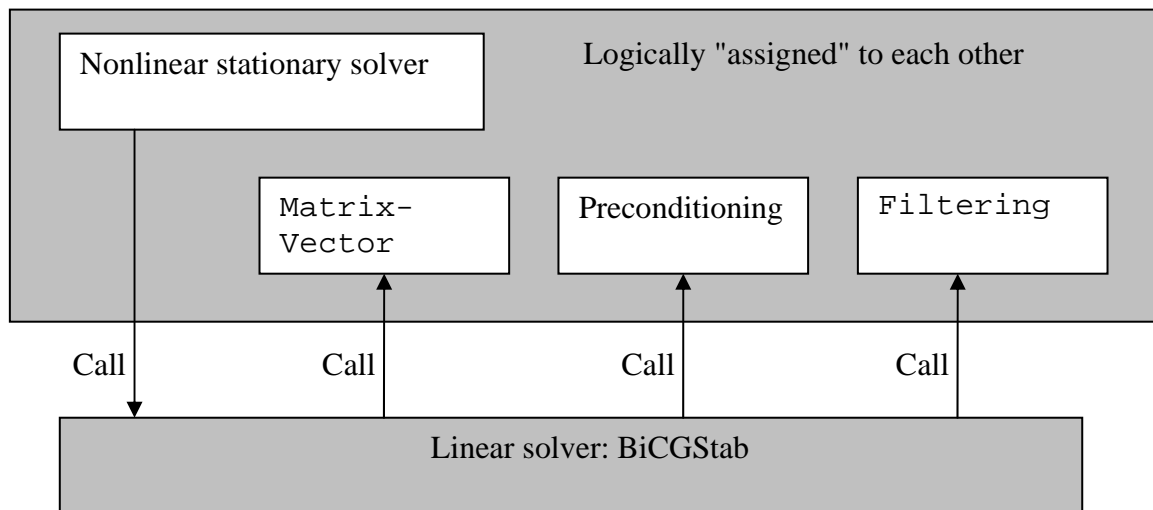 Nonlinear stationary solver
Logically "assigned" to each other
Matrix-
Vector
Preconditioning
Filtering
Call
Call
Call
Call
Linear solver: BiCGStab